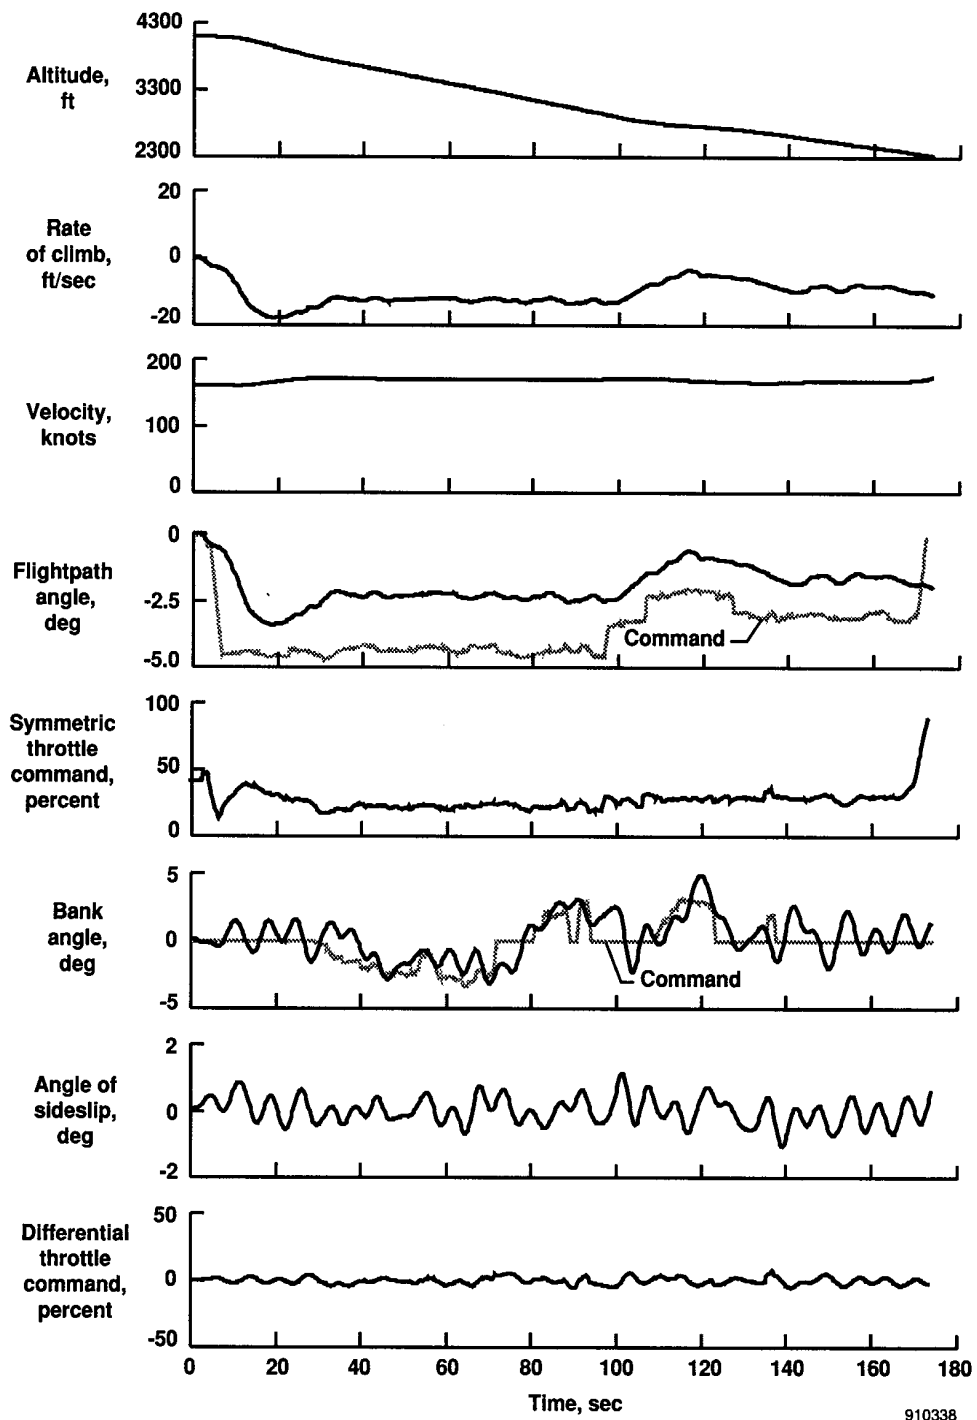 4300
Altitude,
ft
3300
2300
20
Rate
of climb,
ft/sec
0
-20
200
Velocity,
knots
100
0
0
Flightpath
angle,
deg
-2.5
Command
-5.0
100
Symmetric
throttle
command,
percent
50
0
5
Bank
angle,
deg
0
Command
-5
2
Angle of
sideslip,
deg
0
-2
50
Differential
throttle
command,
percent
0
-50
0 20 40 60 80 100 120 140 160 180
Time, sec
910338